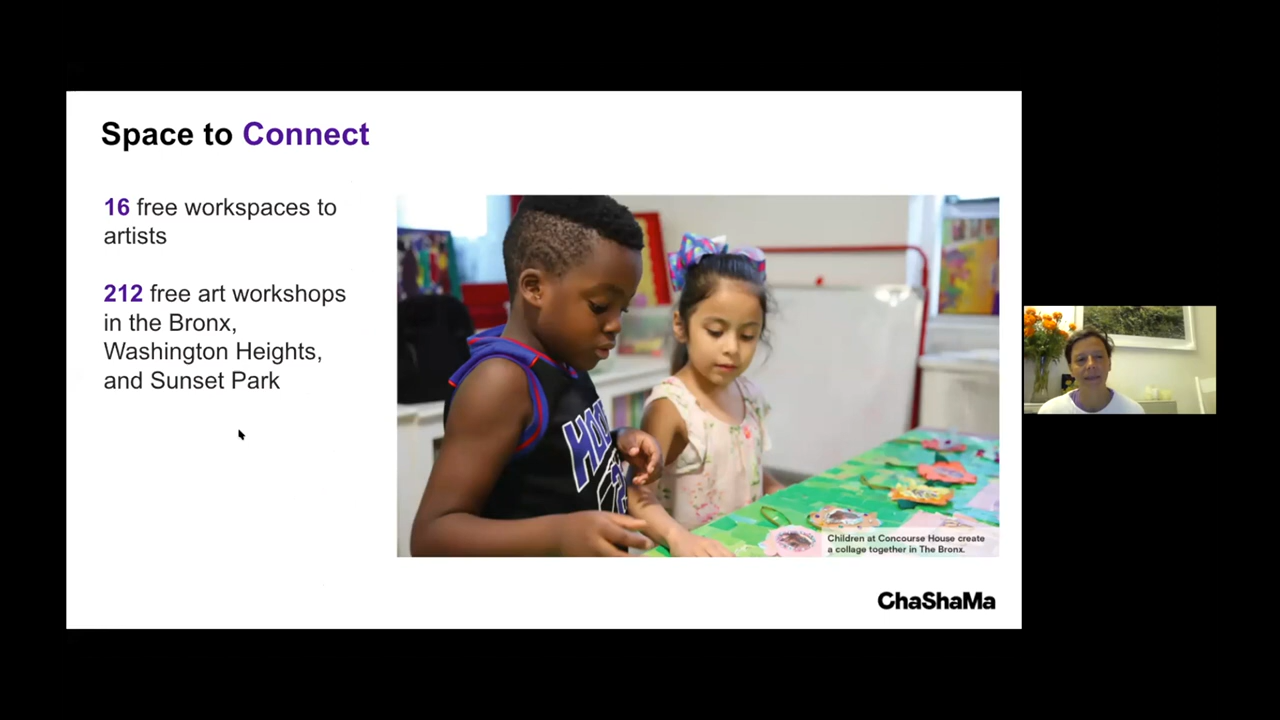 Space to Connect
16 free workspaces to
artists
212 free art workshops
in the Bronx,
Washington Heights,
and Sunset Park
Children at Concourse House create
a collage together in The Bronx.
ChaShaMa